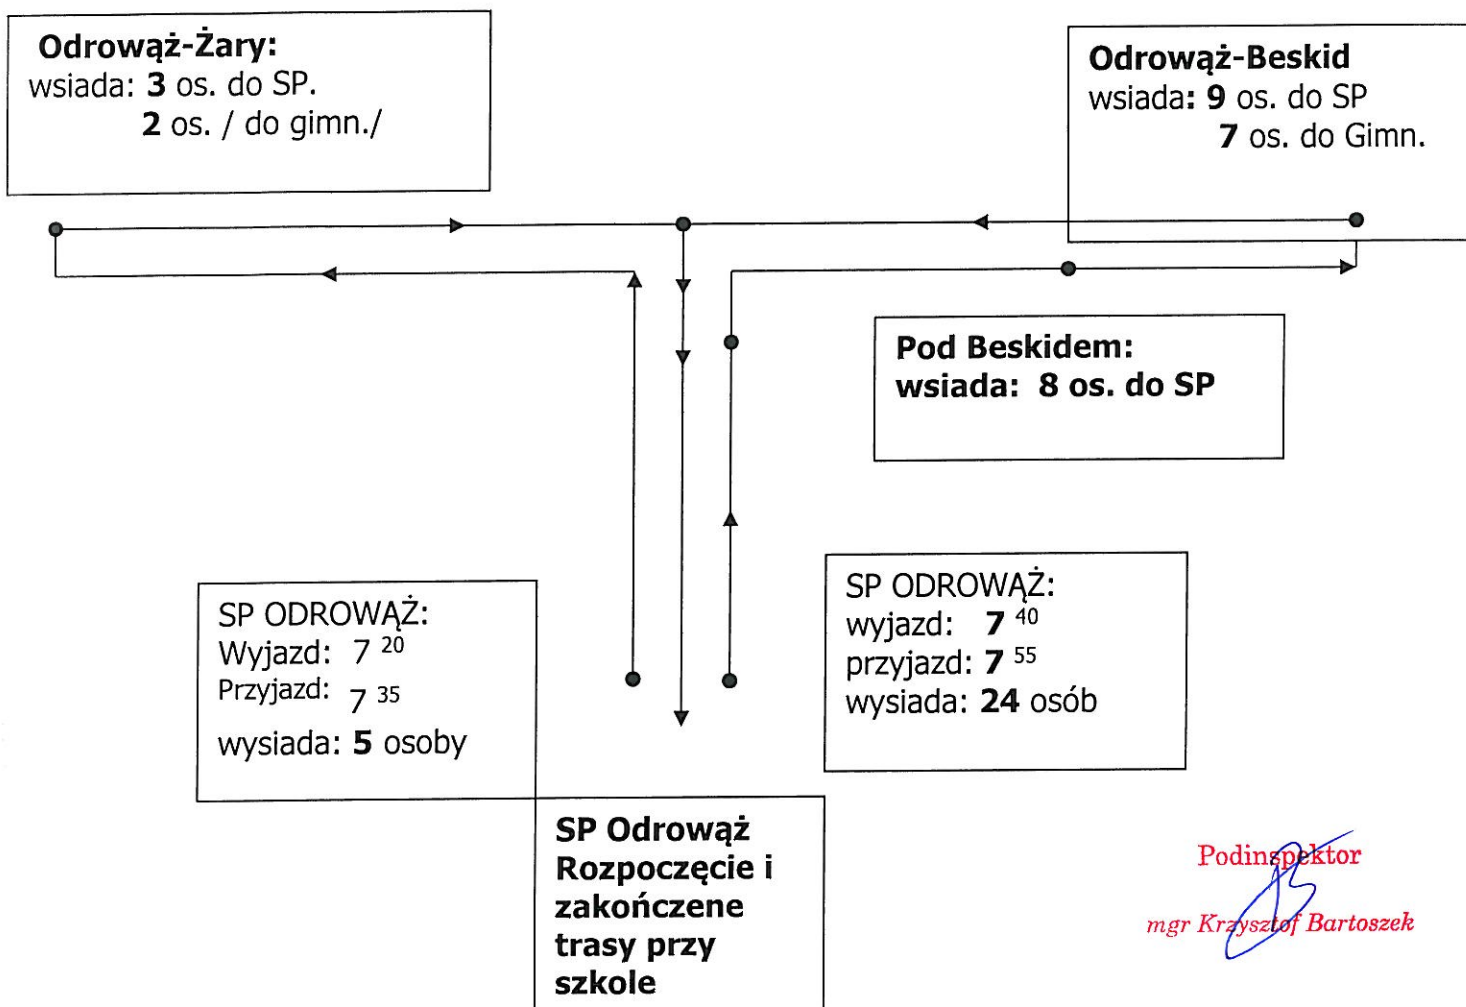 Odrowąż-Żary:
wsiada: 3 os. do SP.
2 os. / do gimn./
Odrowąż-Beskid
wsiada: 9 os. do SP
7 os. do Gimn.
Pod Beskidem:
wsiada: 8 os. do SP
SP ODROWĄŻ:
Wyjazd: 7 20
Przyjazd: 7 35
wysiada: 5 osoby
SP ODROWĄŻ:
wyjazd: 7 40
przyjazd: 7 55
wysiada: 24 osób
SP Odrowąż
Rozpoczęcie i
zakończene
trasy przy
szkole
Podinspektor
mgr Krzysztof Bartoszek